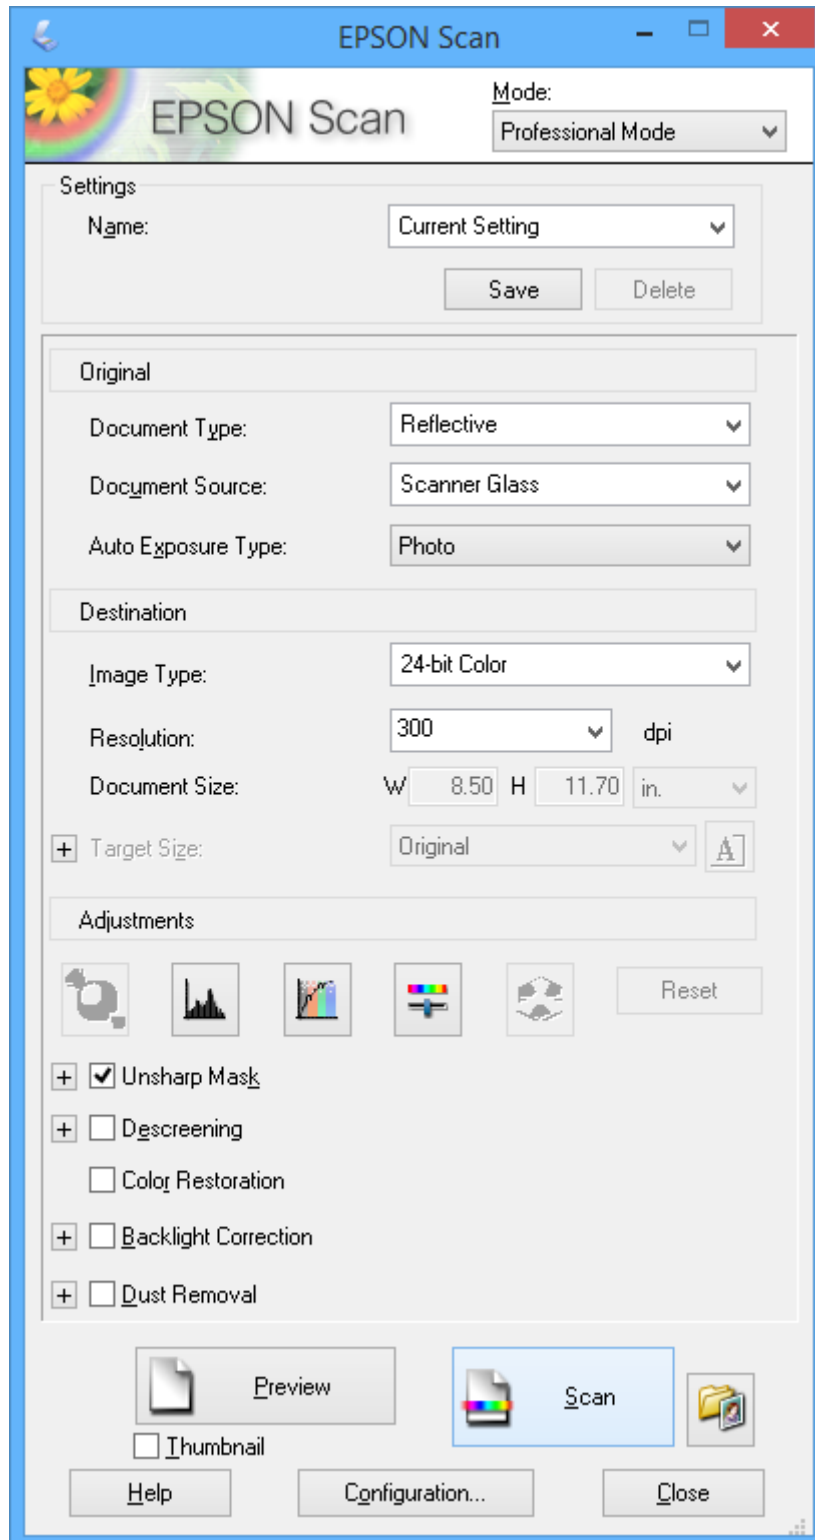 EPSON Scan
EPSON Scan
Mode:
Professional Mode
Settings
Name:
Current Setting
Save Delete
Original
Document Type: Reflective
Document Source: Scanner Glass
Auto Exposure Type: Photo
Destination
Image Type: 24-bit Color
Resolution: 300 dpi
Document Size: W 8.50 H 11.70 in.
Target Size: Original A
Adjustments
Reset
Unsharp Mask
Descreening
Color Restoration
Backlight Correction
Dust Removal
Preview Scan
Thumbnail
Help Configuration... Close